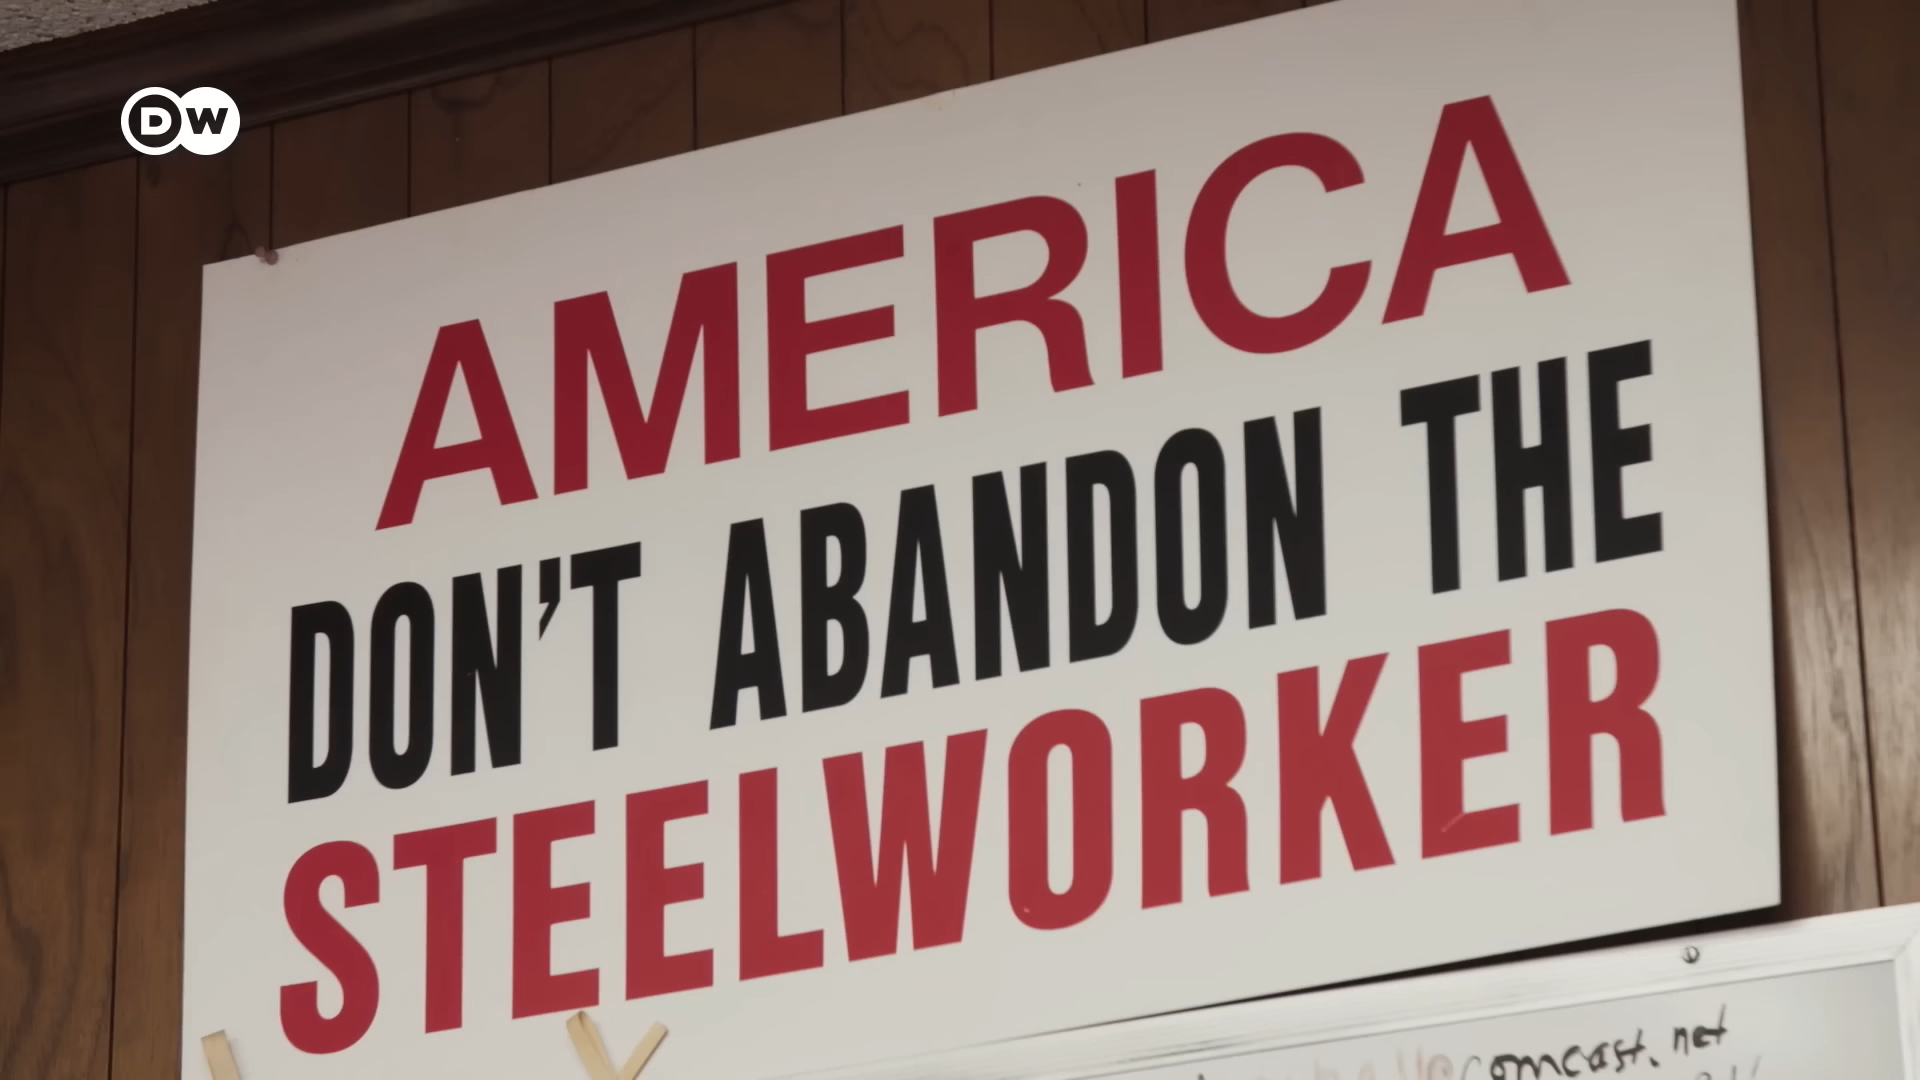 DW
AMERICA
DON'T ABANDON THE
STEELWORKER
comcast.net